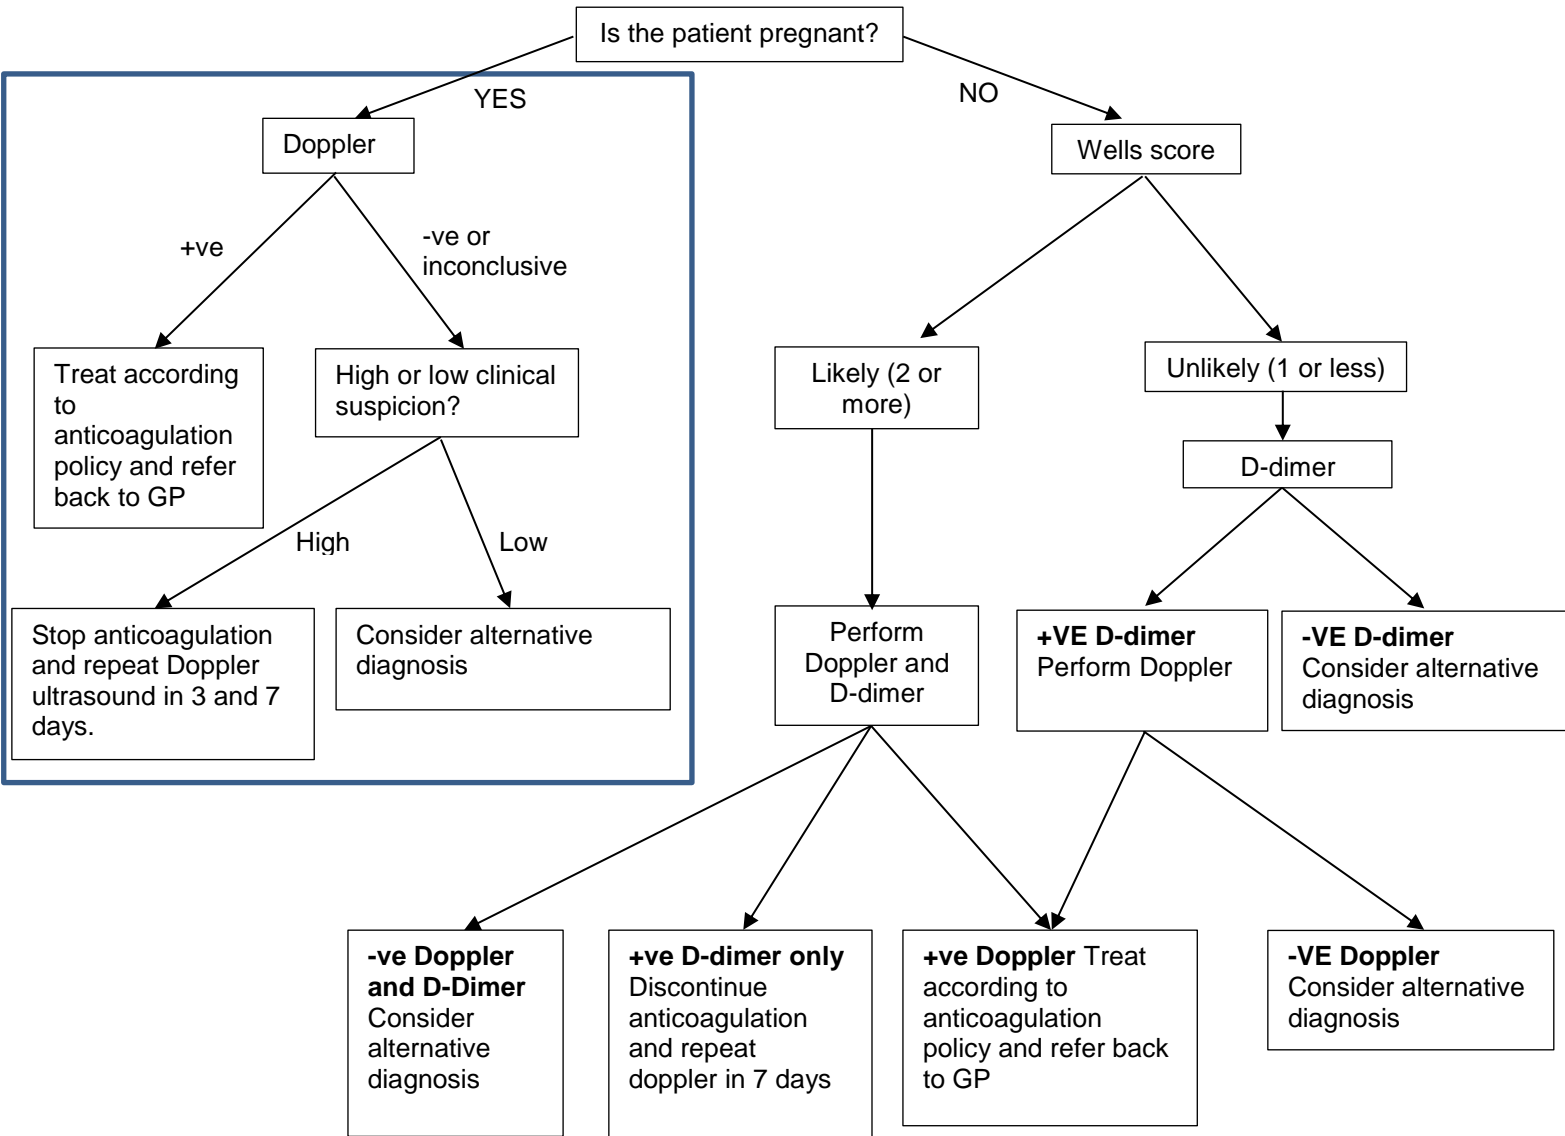 Is the patient pregnant?
YES
NO
Doppler
Wells score
+ve
-ve or
inconclusive
Treat according
to
anticoagulation
policy and refer
back to GP
High or low clinical
suspicion?
Likely (2 or
more)
Unlikely (1 or less)
D-dimer
High
Low
Stop anticoagulation
and repeat Doppler
ultrasound in 3 and 7
days.
Consider alternative
diagnosis
Perform
Doppler and
D-dimer
+VE D-dimer
Perform Doppler
-VE D-dimer
Consider alternative
diagnosis
-ve Doppler
and D-Dimer
Consider
alternative
diagnosis
+ve D-dimer only
Discontinue
anticoagulation
and repeat
doppler in 7 days
+ve Doppler Treat
according to
anticoagulation
policy and refer back
to GP
-VE Doppler
Consider alternative
diagnosis